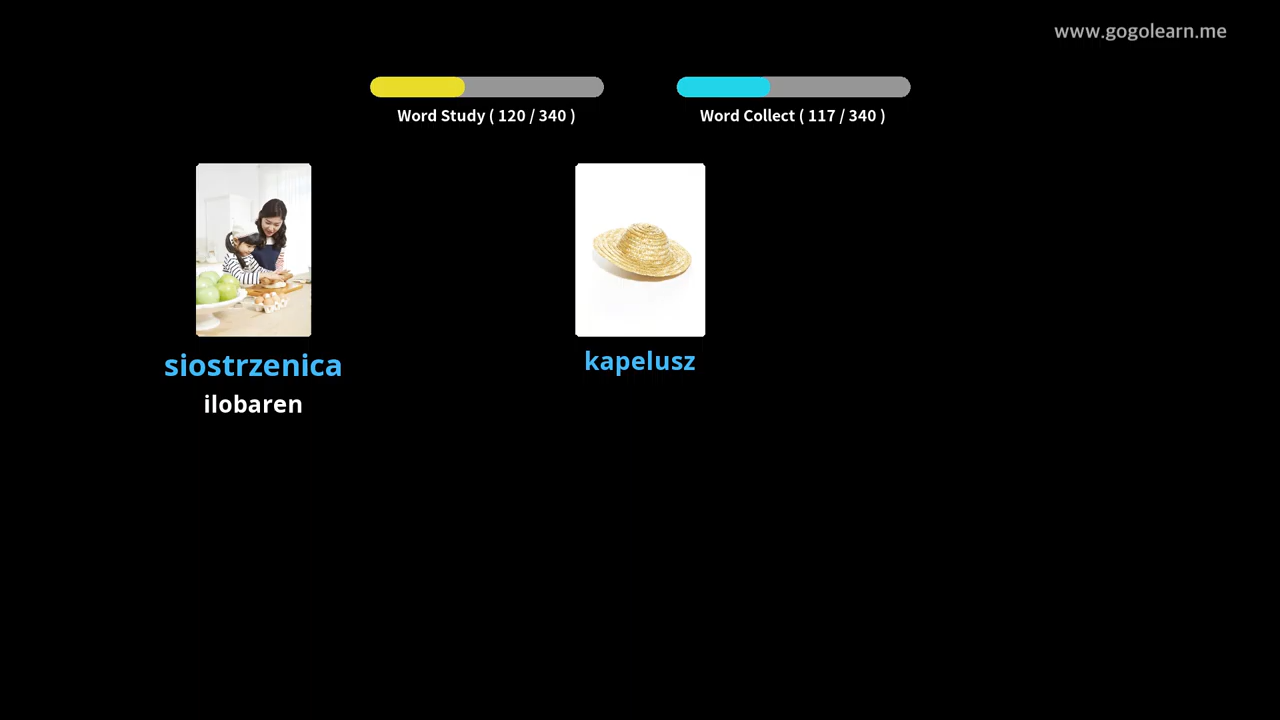 www.gogolearn.me
Word Study ( 120 / 340 )
Word Collect ( 117 / 340 )
siostrzenica
ilobaren
kapelusz